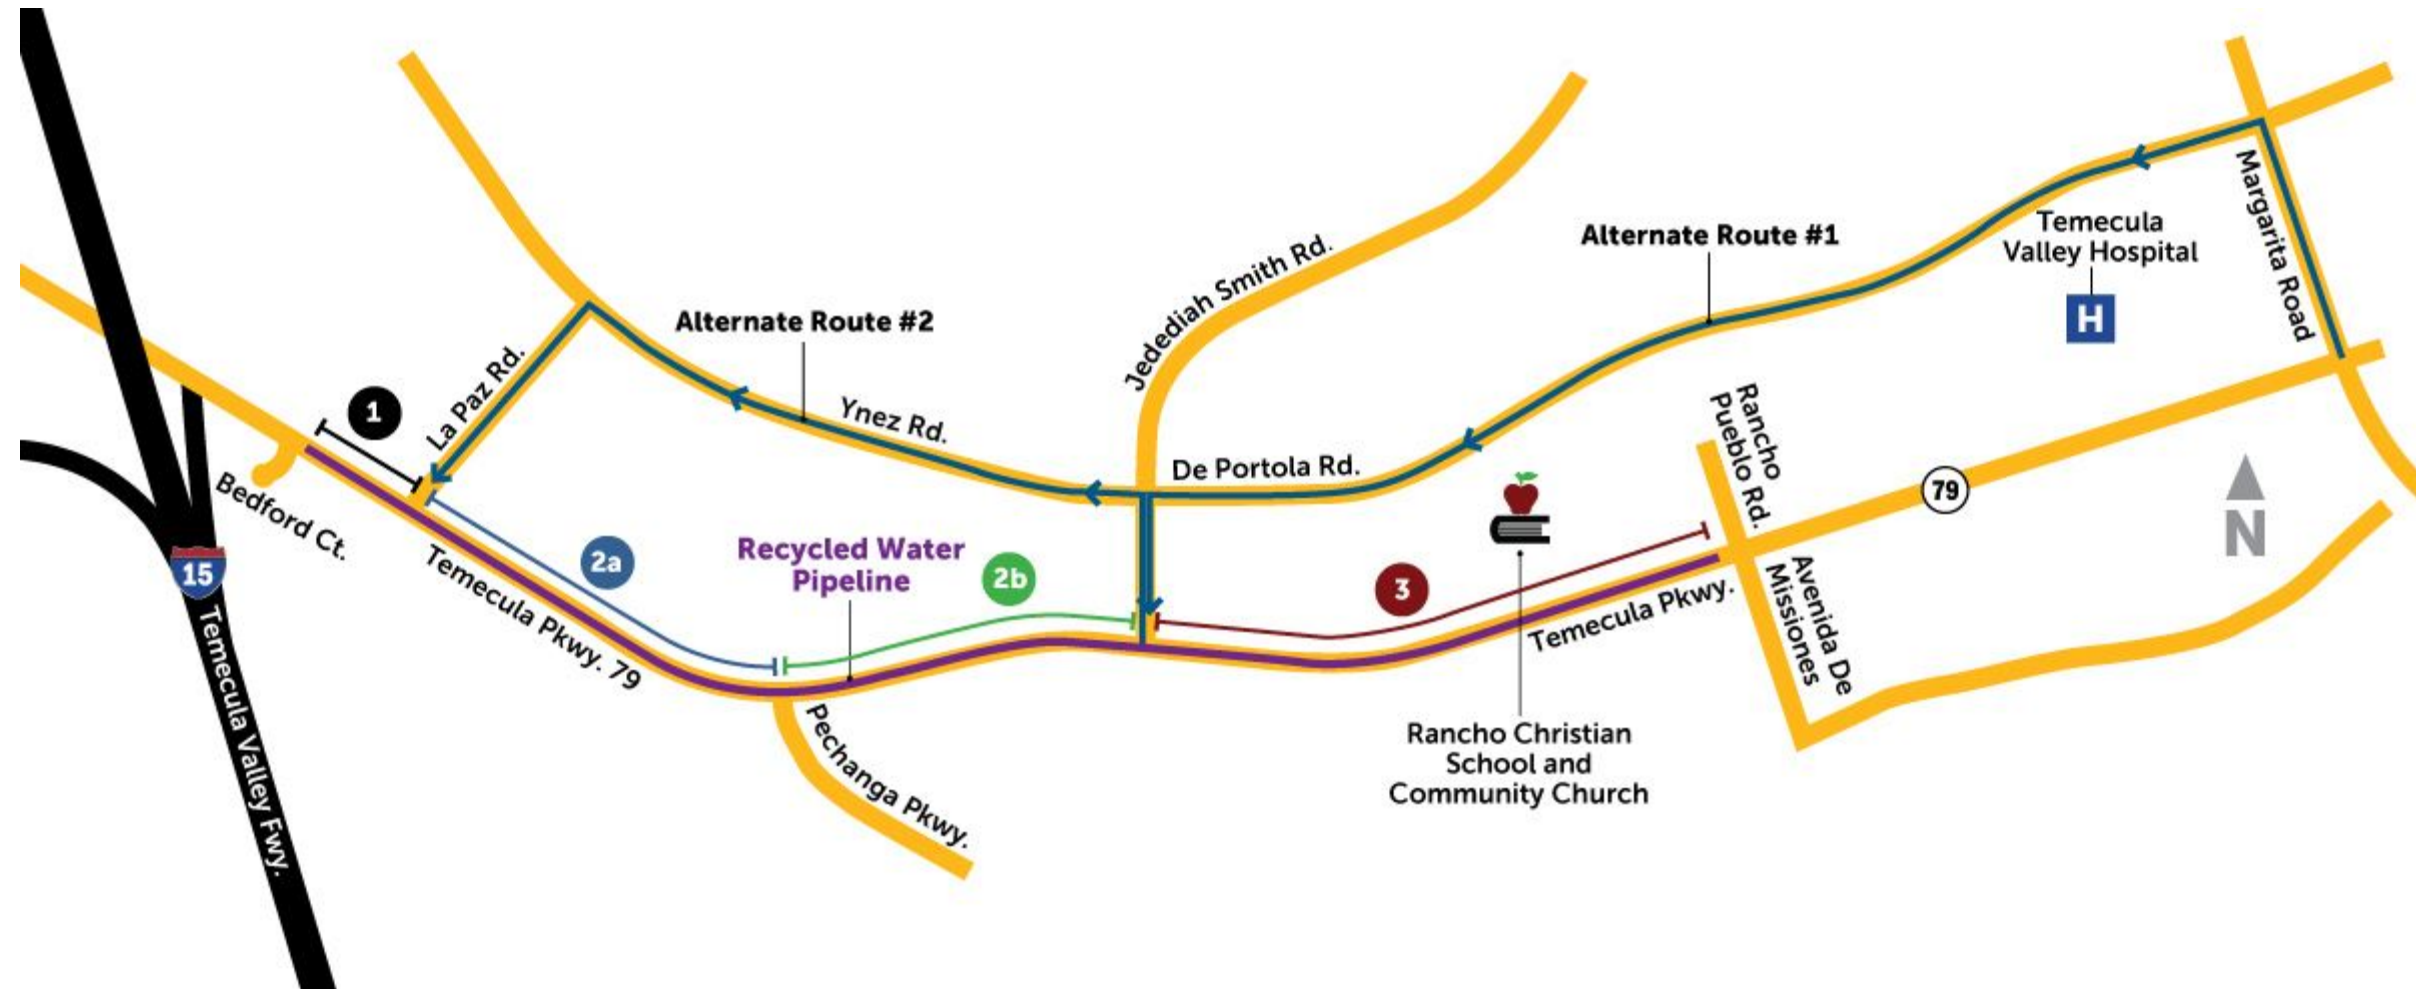 Alternate Route #1
Temecula
Valley Hospital
H
Margarita Road
Jedediah Smith Rd.
Alternate Route #2
Ynez Rd.
La Paz Rd.
1
De Portola Rd.
Rancho
Pueblo Rd.
79
N
Bedford Ct.
15
Temecula Valley Fwy.
Temecula Pkwy. 79
2a
Recycled Water
Pipeline
2b
3
Temecula Pkwy.
Avenida De
Missiones
Pechanga Pkwy.
Rancho Christian
School and
Community Church